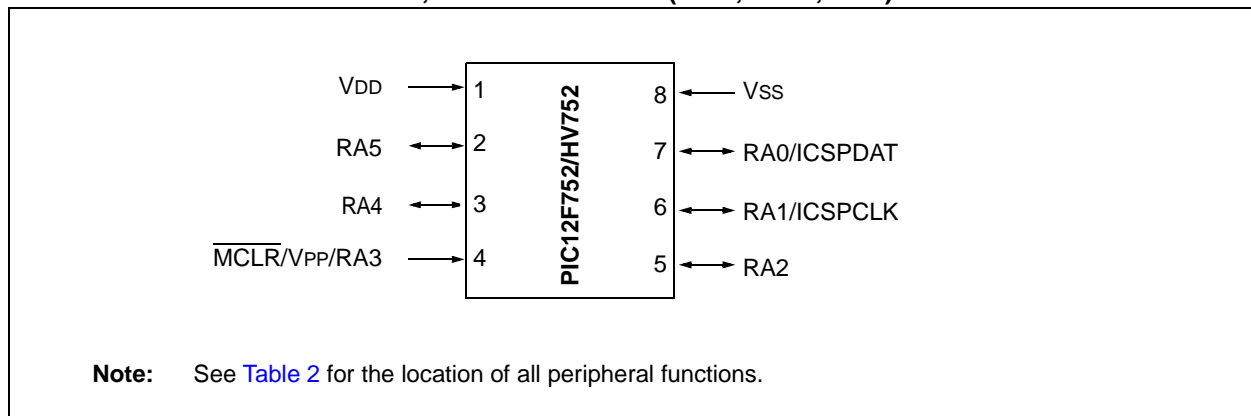 VDD 1
RA5 2
RA4 3
MCLR/VPP/RA3 4
PIC12F752/HV752
8 VSS
7 RA0/ICSPDAT
6 RA1/ICSPCLK
5 RA2
Note: See Table 2 for the location of all peripheral functions.